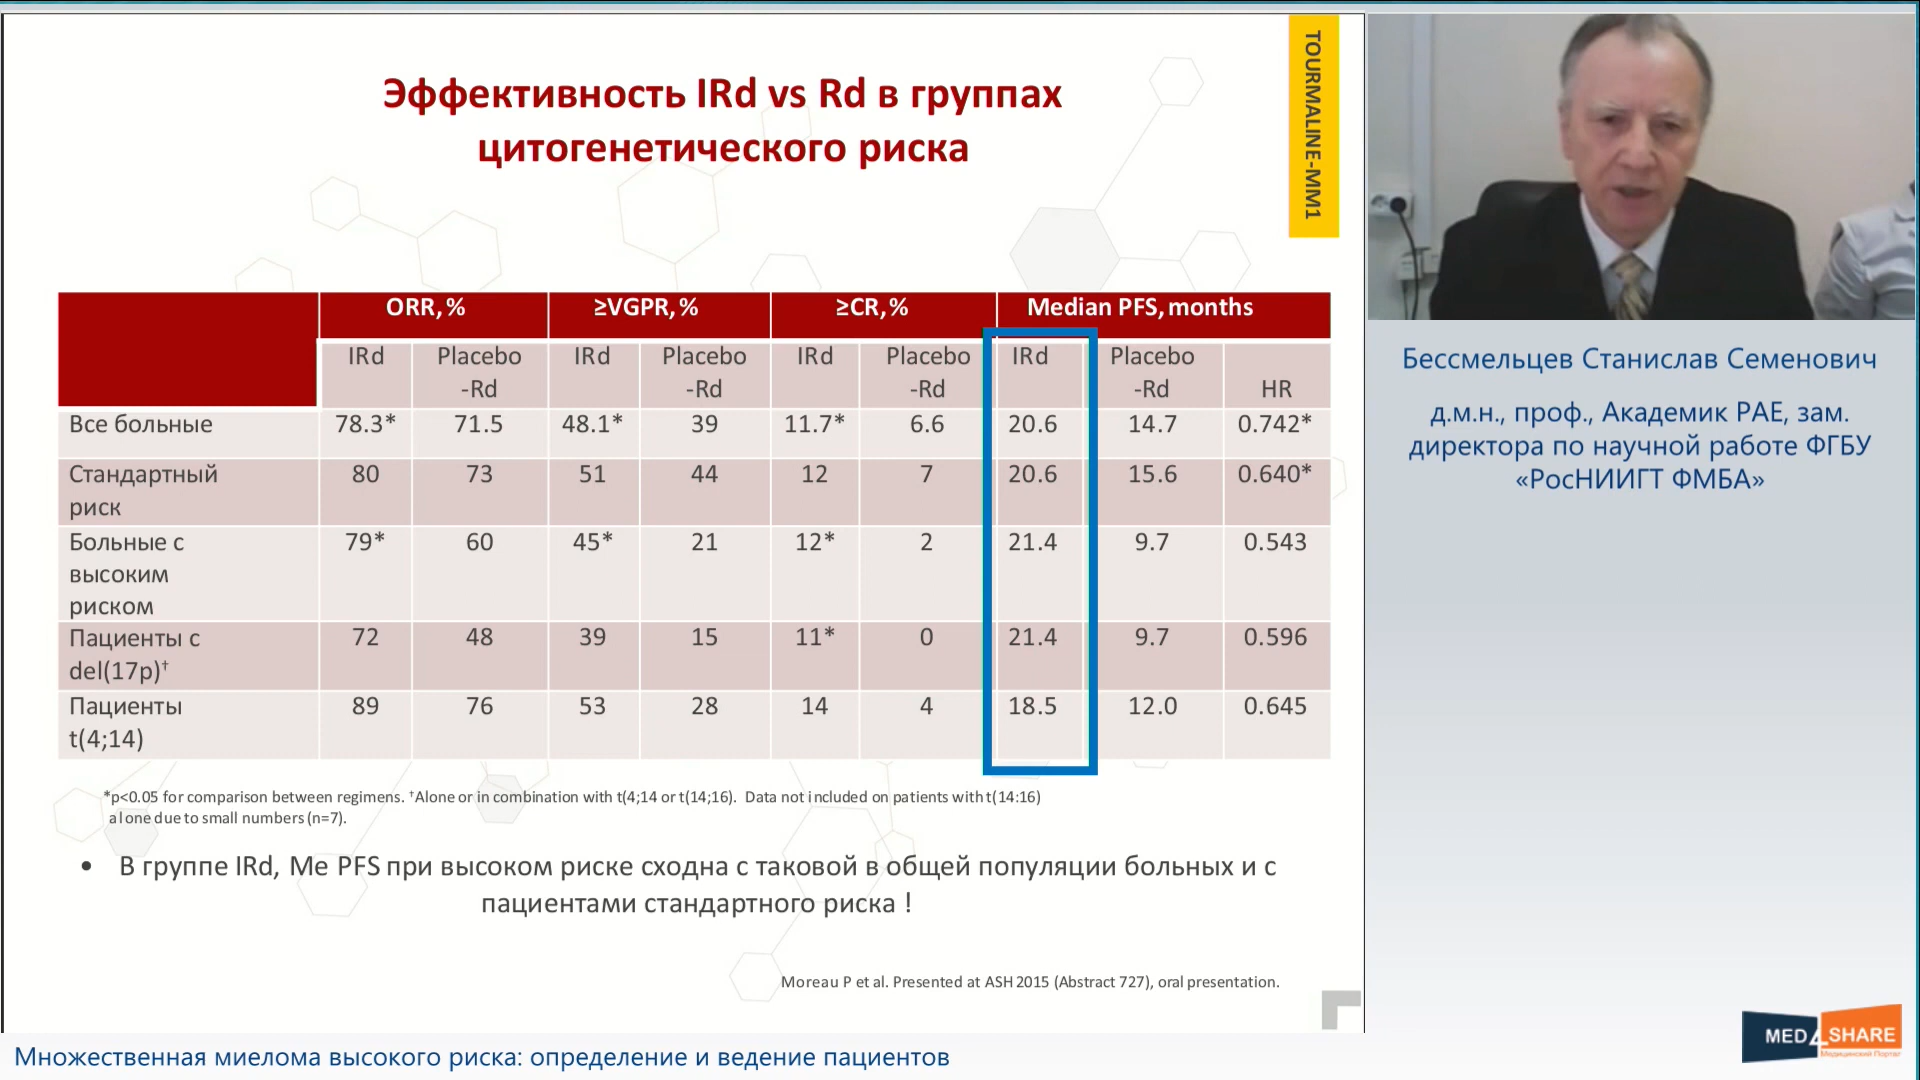 Эффективность IRd vs Rd в группах
цитогенетического риска
TOURMALINE-MM1
ORR, % ≥VGPR, % ≥CR, % Median PFS, months
IRd Placebo -Rd IRd Placebo -Rd IRd Placebo -Rd IRd Placebo -Rd HR
Все больные 78.3* 71.5 48.1* 39 11.7* 6.6 20.6 14.7 0.742*
Стандартный риск 80 73 51 44 12 7 20.6 15.6 0.640*
Больные с высоким риском 79* 60 45* 21 12* 2 21.4 9.7 0.543
Пациенты с del(17p)† 72 48 39 15 11* 0 21.4 9.7 0.596
Пациенты t(4;14) 89 76 53 28 14 4 18.5 12.0 0.645
*p<0.05 for comparison between regimens. †Alone or in combination with t(4;14 or t(14;16). Data not included on patients with t(14:16)
alone due to small numbers (n=7).
• В группе IRd, Me PFS при высоком риске сходна с таковой в общей популяции больных и с
пациентами стандартного риска !
Moreau P et al. Presented at ASH 2015 (Abstract 727), oral presentation.
Бессмельцев Станислав Семенович
д.м.н., проф., Академик РАЕ, зам.
директора по научной работе ФГБУ
«РосНИИГТ ФМБА»
Множественная миелома высокого риска: определение и ведение пациентов
MED4SHARE
Медицинский Портал